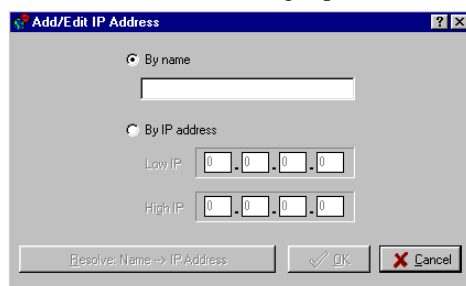 Add/Edit IP Address ? X
By name
By IP address
Low IP 0 . 0 . 0 . 0
High IP 0 . 0 . 0 . 0
Resolve: Name --> IP Address OK Cancel